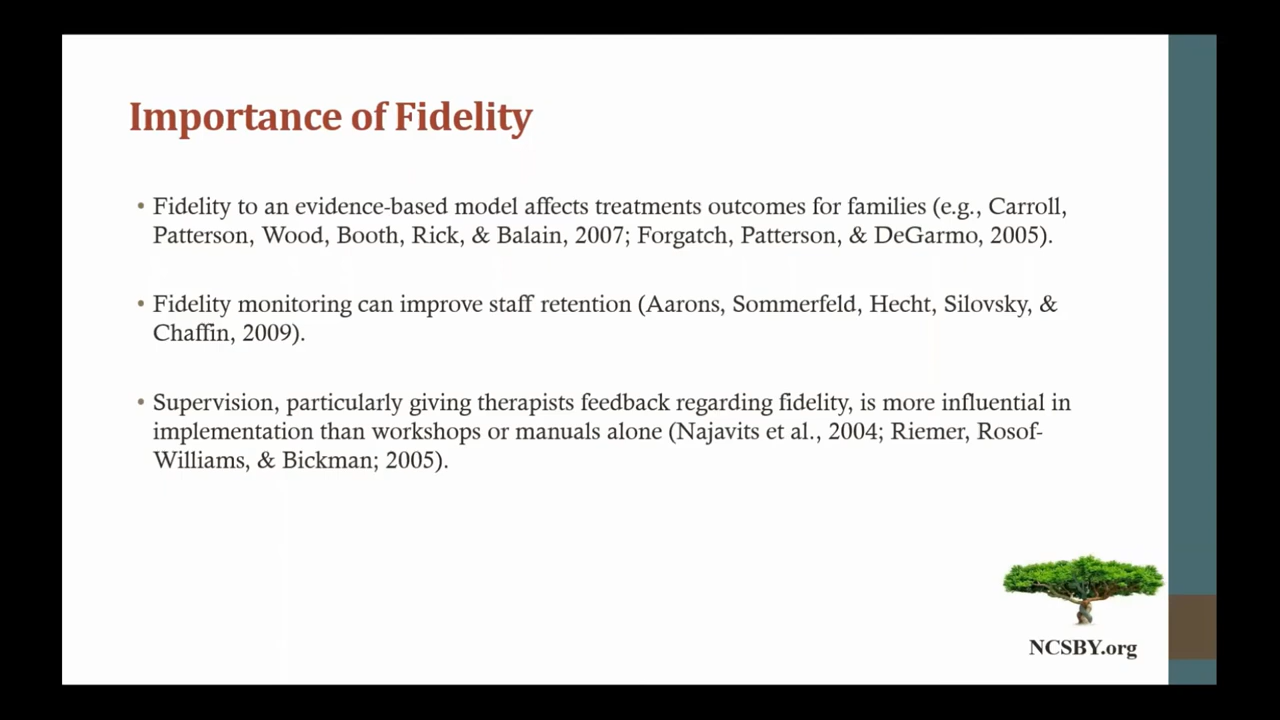 Importance of Fidelity
• Fidelity to an evidence-based model affects treatments outcomes for families (e.g., Carroll,
Patterson, Wood, Booth, Rick, & Balain, 2007; Forgatch, Patterson, & DeGarmo, 2005).
• Fidelity monitoring can improve staff retention (Aarons, Sommerfeld, Hecht, Silovsky, &
Chaffin, 2009).
• Supervision, particularly giving therapists feedback regarding fidelity, is more influential in
implementation than workshops or manuals alone (Najavits et al., 2004; Riemer, Rosof-
Williams, & Bickman; 2005).
NCSBY.org